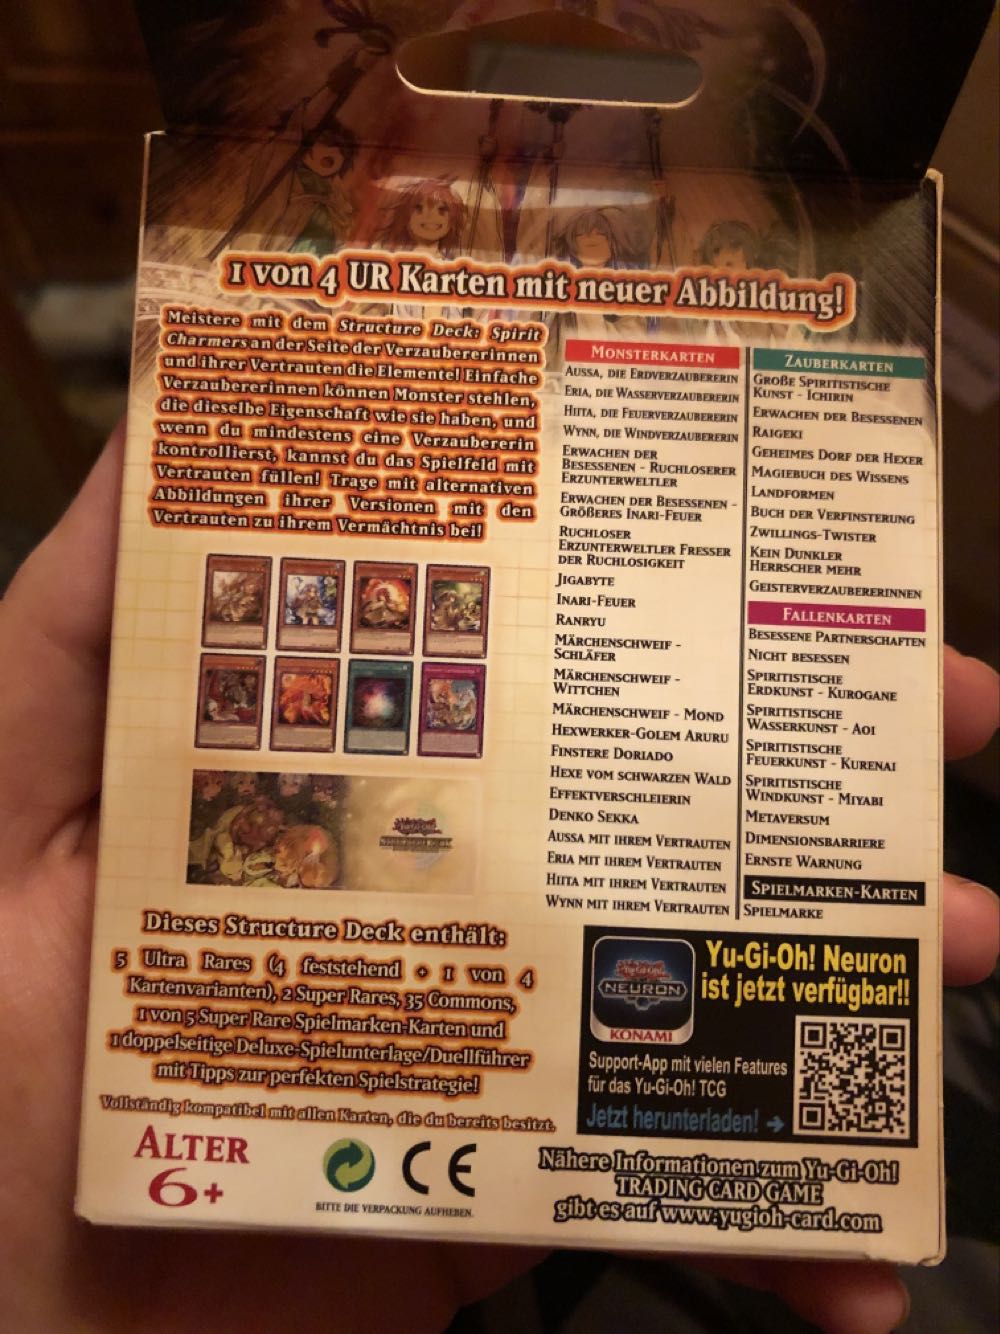 1 von 4 UR Karten mit neuer Abbildung!
Meistere mit dem Structure Deck: Spirit
Charmers an der Seite der Verzaubererinnen
und ihrer Vertrauten die Elemente! Einfache
Verzaubererinnen können Monster stehlen,
die dieselbe Eigenschaft wie sie haben, und
wenn du mindestens eine Verzaubererin
kontrollierst, kannst du das Spielfeld mit
Vertrauten füllen! Trage mit alternativen
Abbildungen ihrer Versionen mit den
Vertrauten zu ihrem Vermächtnis bei!
MONSTERKARTEN
AUSSA, DIE ERDVERZAUBERERIN
ERIA, DIE WASSERVERZAUBERERIN
HIITA, DIE FEUERVERZAUBERERIN
WYNN, DIE WINDVERZAUBERERIN
ERWACHEN DER
BESESSENEN - RUCHLOSERER
ERZUNTERWELTLER
ERWACHEN DER BESESSENEN -
GRÖSSERES INARI-FEUER
RUCHLOSER
ERZUNTERWELTLER FRESSER
DER RUCHLOSIGKEIT
JIGABYTE
INARI-FEUER
RANRYU
MÄRCHENSCHWEIF -
SCHLÄFER
MÄRCHENSCHWEIF -
WITTCHEN
MÄRCHENSCHWEIF - MOND
HEXWERKER-GOLEM ARURU
FINSTERE DORIADO
HEXE VOM SCHWARZEN WALD
EFFEKTVERSCHLEIERIN
DENKO SEKKA
AUSSA MIT IHREM VERTRAUTEN
ERIA MIT IHREM VERTRAUTEN
HIITA MIT IHREM VERTRAUTEN
WYNN MIT IHREM VERTRAUTEN
ZAUBERKARTEN
GROSSE SPIRITISTISCHE
KUNST - ICHIRIN
ERWACHEN DER BESESSENEN
RAIGEKI
GEHEIMES DORF DER HEXER
MAGIEBUCH DES WISSENS
LANDFORMEN
BUCH DER VERFINSTERUNG
ZWILLINGS-TWISTER
KEIN DUNKLER
HERRSCHER MEHR
GEISTERVERZAUBERERINNEN
FALLENKARTEN
BESESSENE PARTNERSCHAFTEN
NICHT BESESSEN
SPIRITISTISCHE
ERDKUNST - KUROGANE
SPIRITISTISCHE
WASSERKUNST - AOI
SPIRITISTISCHE
FEUERKUNST - KURENAI
SPIRITISTISCHE
WINDKUNST - MIYABI
METAVERSUM
DIMENSIONSBARRIERE
ERNSTE WARNUNG
SPIELMARKEN-KARTEN
SPIELMARKE
Dieses Structure Deck enthält:
5 Ultra Rares (4 feststehend + 1 von 4
Kartenvarianten), 2 Super Rares, 35 Commons,
1 von 5 Super Rare Spielmarken-Karten und
1 doppelseitige Deluxe-Spielunterlage/Duellführer
mit Tipps zur perfekten Spielstrategie!
Vollständig kompatibel mit allen Karten, die du bereits besitzt.
ALTER
6+
CE
BITTE DIE VERPACKUNG AUFHEBEN.
Yu-Gi-Oh!
NEURON
KONAMI
Yu-Gi-Oh! Neuron
ist jetzt verfügbar!!
Support-App mit vielen Features
für das Yu-Gi-Oh! TCG
Jetzt herunterladen! →
Nähere Informationen zum Yu-Gi-Oh!
TRADING CARD GAME
gibt es auf www.yugioh-card.com